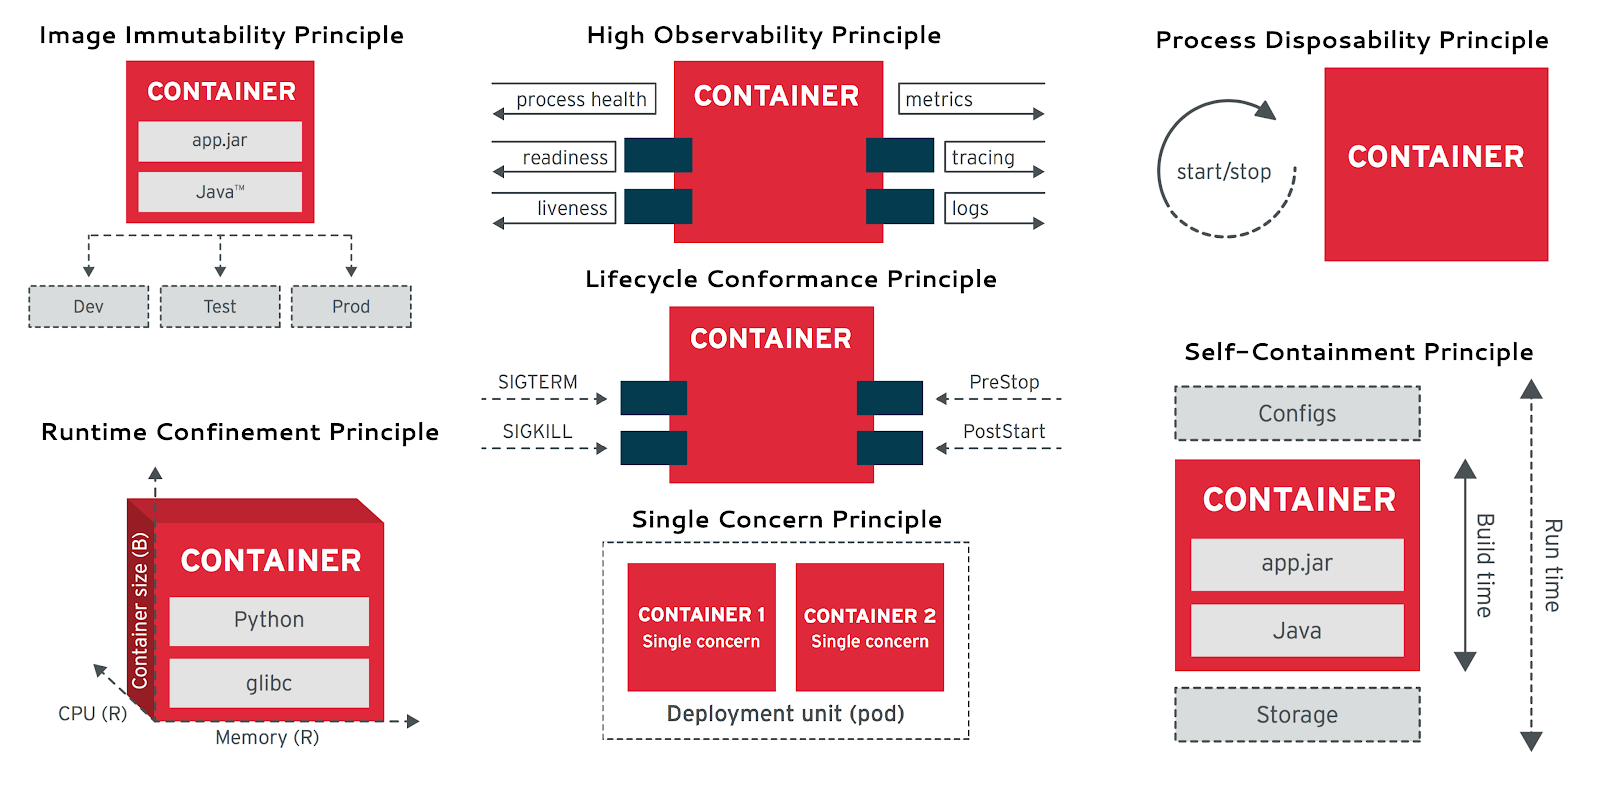 Image Immutability Principle
CONTAINER
app.jar
Java™
Dev
Test
Prod
Runtime Confinement Principle
Container size (B)
CONTAINER
Python
glibc
CPU (R)
Memory (R)
High Observability Principle
CONTAINER
process health
readiness
liveness
metrics
tracing
logs
Lifecycle Conformance Principle
CONTAINER
SIGTERM
SIGKILL
PreStop
PostStart
Single Concern Principle
CONTAINER 1
Single concern
CONTAINER 2
Single concern
Deployment unit (pod)
Process Disposability Principle
start/stop
CONTAINER
Self-Containment Principle
Configs
CONTAINER
app.jar
Java
Storage
Build time
Run time